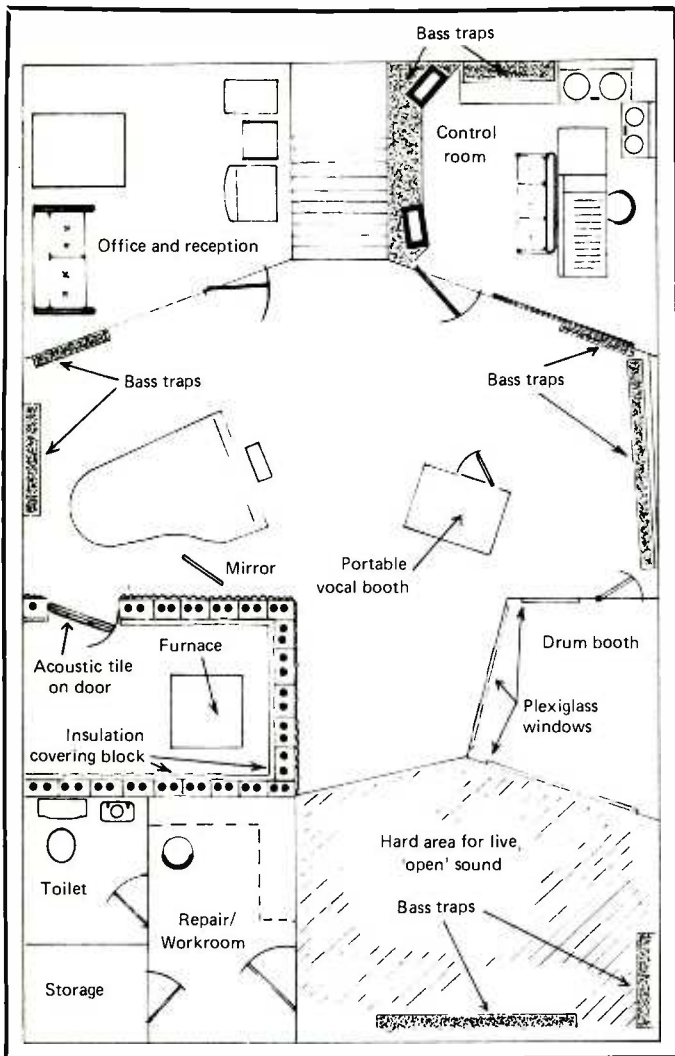 Bass traps
Control
room
Office and reception
Bass traps
Bass traps
Mirror
Portable
vocal booth
Acoustic tile
on door
Furnace
Drum booth
Plexiglass
windows
Insulation
covering block
Hard area for live,
'open' sound
Toilet
Bass traps
Repair/
Workroom
Storage